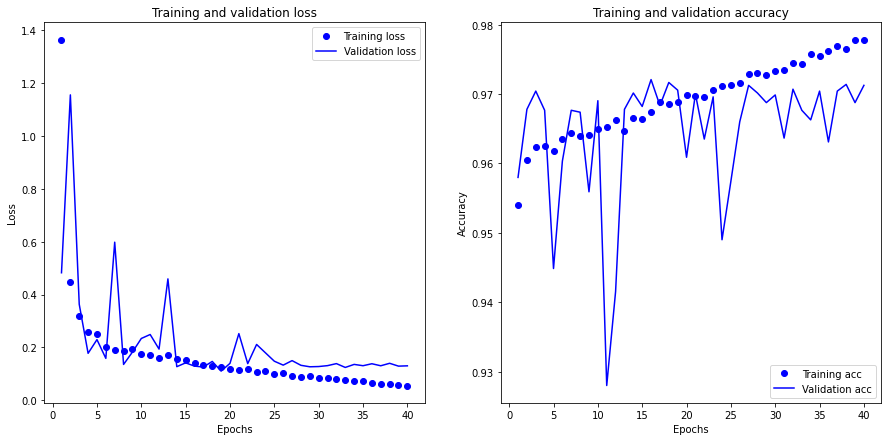 Training and validation loss
1.4
1.2
1.0
0.8
0.6
0.4
0.2
0.0
Loss
0 5 10 15 20 25 30 35 40
Epochs
Training loss
Validation loss
Training and validation accuracy
0.98
0.97
0.96
0.95
0.94
0.93
Accuracy
0 5 10 15 20 25 30 35 40
Epochs
Training acc
Validation acc